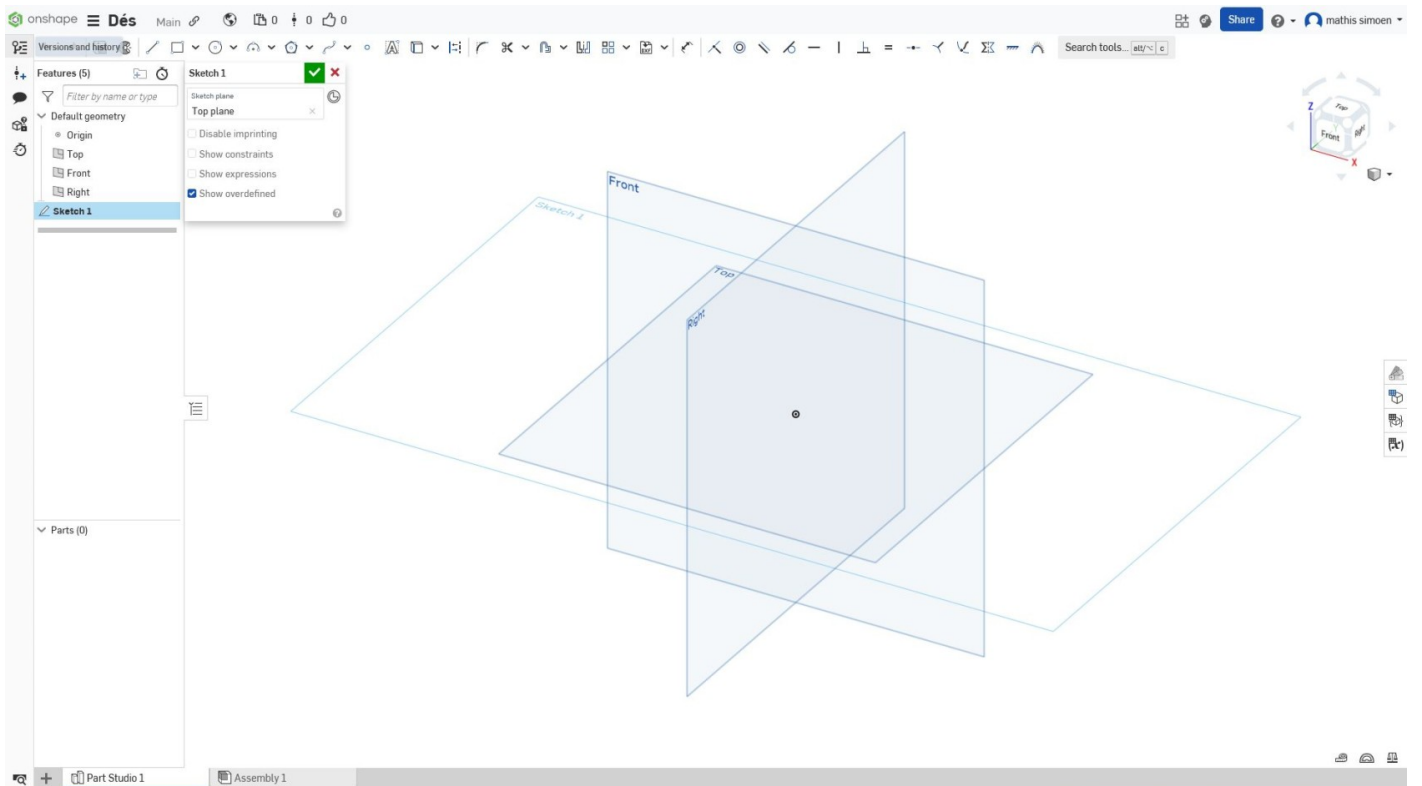 onshape Dés Main 0 0 0 Share mathis simoen
Versions and history Search tools... alt/⌥ c
Features (5)
Filter by name or type
Default geometry
Origin
Top
Front
Right
Sketch 1
Sketch 1
Sketch plane
Top plane
Disable imprinting
Show constraints
Show expressions
Show overdefined
Front
Sketch 1
Top
Right
Z
Top
Front
Right
X
Parts (0)
Part Studio 1
Assembly 1